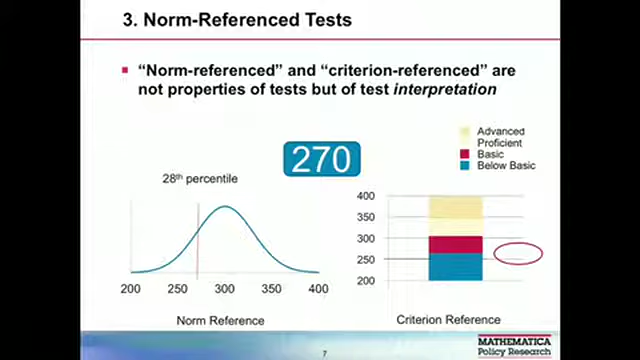 3. Norm-Referenced Tests
“Norm-referenced” and “criterion-referenced” are
not properties of tests but of test interpretation
270
28th percentile
200 250 300 350 400
Norm Reference
Advanced
Proficient
Basic
Below Basic
400
350
300
250
200
Criterion Reference
7
MATHEMATICA
Policy Research